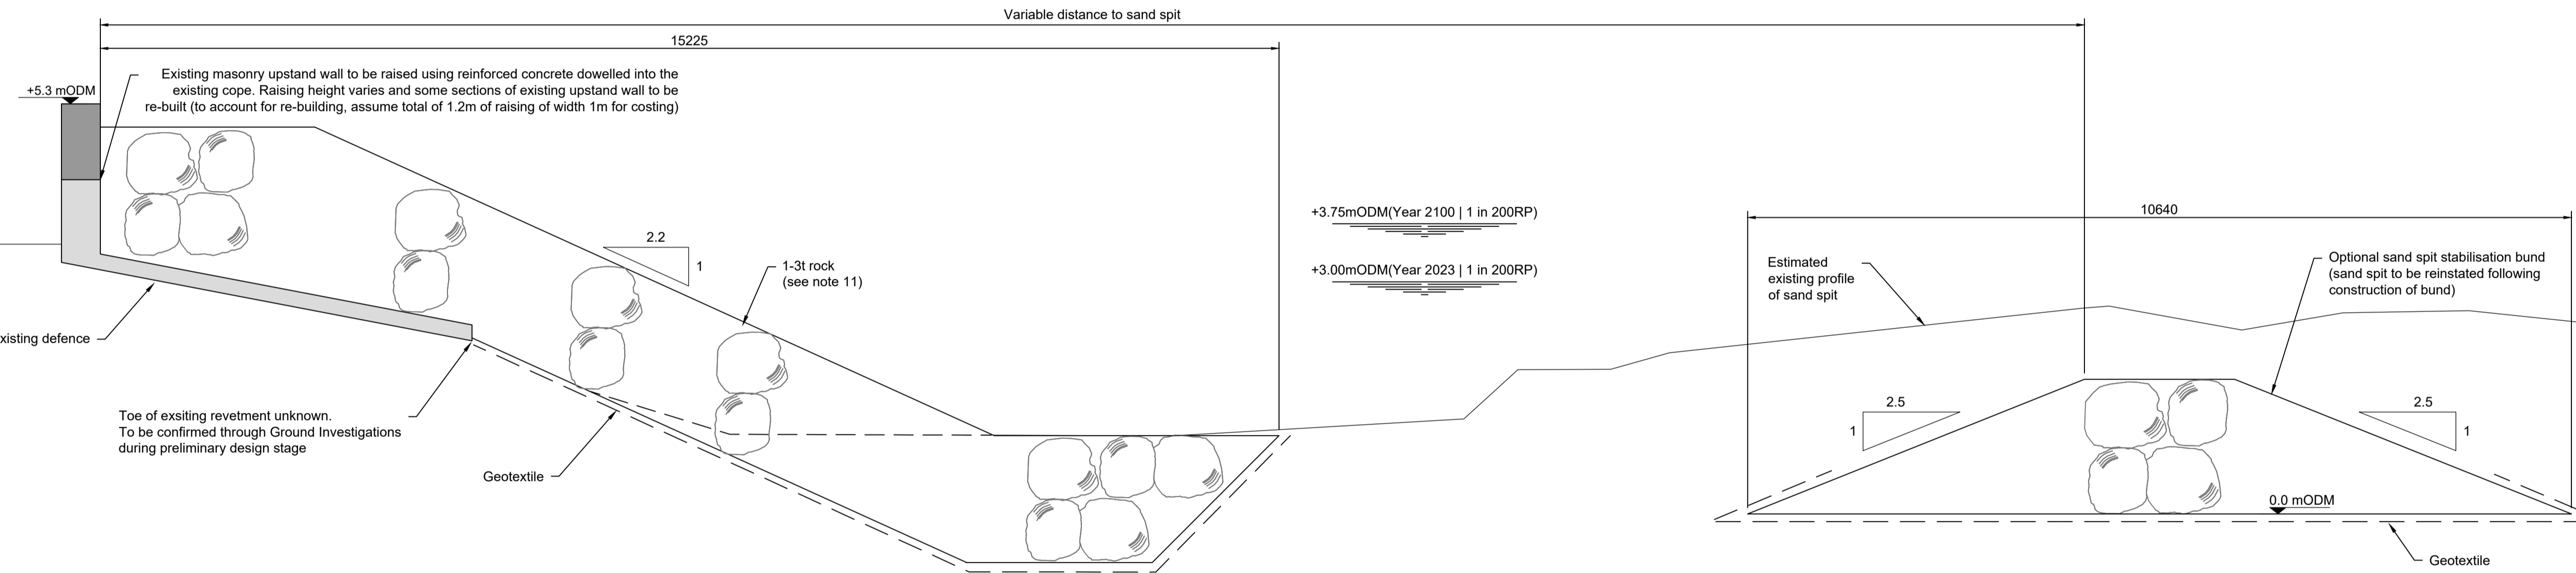 Variable distance to sand spit
15225
Existing masonry upstand wall to be raised using reinforced concrete dowelled into the
existing cope. Raising height varies and some sections of existing upstand wall to be
re-built (to account for re-building, assume total of 1.2m of raising of width 1m for costing)
+5.3 mODM
+3.75mODM(Year 2100 | 1 in 200RP)
10640
2.2
1
1-3t rock
(see note 11)
+3.00mODM(Year 2023 | 1 in 200RP)
Estimated
existing profile
of sand spit
Optional sand spit stabilisation bund
(sand spit to be reinstated following
construction of bund)
xisting defence
Toe of exsiting revetment unknown.
To be confirmed through Ground Investigations
during preliminary design stage
Geotextile
2.5
1
2.5
1
0.0 mODM
Geotextile